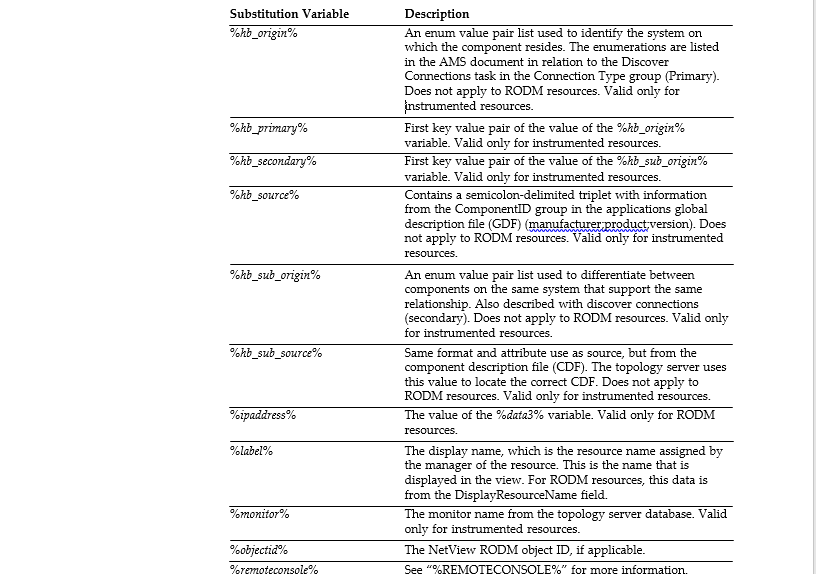 Substitution Variable Description
%hb_origin% An enum value pair list used to identify the system on
which the component resides. The enumerations are listed
in the AMS document in relation to the Discover
Connections task in the Connection Type group (Primary).
Does not apply to RODM resources. Valid only for
instrumented resources.
%hb_primary% First key value pair of the value of the %hb_origin%
variable. Valid only for instrumented resources.
%hb_secondary% First key value pair of the value of the %hb_sub_origin%
variable. Valid only for instrumented resources.
%hb_source% Contains a semicolon-delimited triplet with information
from the ComponentID group in the applications global
description file (GDF) (manufacturer;product;version). Does
not apply to RODM resources. Valid only for instrumented
resources.
%hb_sub_origin% An enum value pair list used to differentiate between
components on the same system that support the same
relationship. Also described with discover connections
(secondary). Does not apply to RODM resources. Valid only
for instrumented resources.
%hb_sub_source% Same format and attribute use as source, but from the
component description file (CDF). The topology server uses
this value to locate the correct CDF. Does not apply to
RODM resources. Valid only for instrumented resources.
%ipaddress% The value of the %data3% variable. Valid only for RODM
resources.
%label% The display name, which is the resource name assigned by
the manager of the resource. This is the name that is
displayed in the view. For RODM resources, this data is
from the DisplayResourceName field.
%monitor% The monitor name from the topology server database. Valid
only for instrumented resources.
%objectid% The NetView RODM object ID, if applicable.
%remoteconsole% See “%REMOTECONSOLE%” for more information.